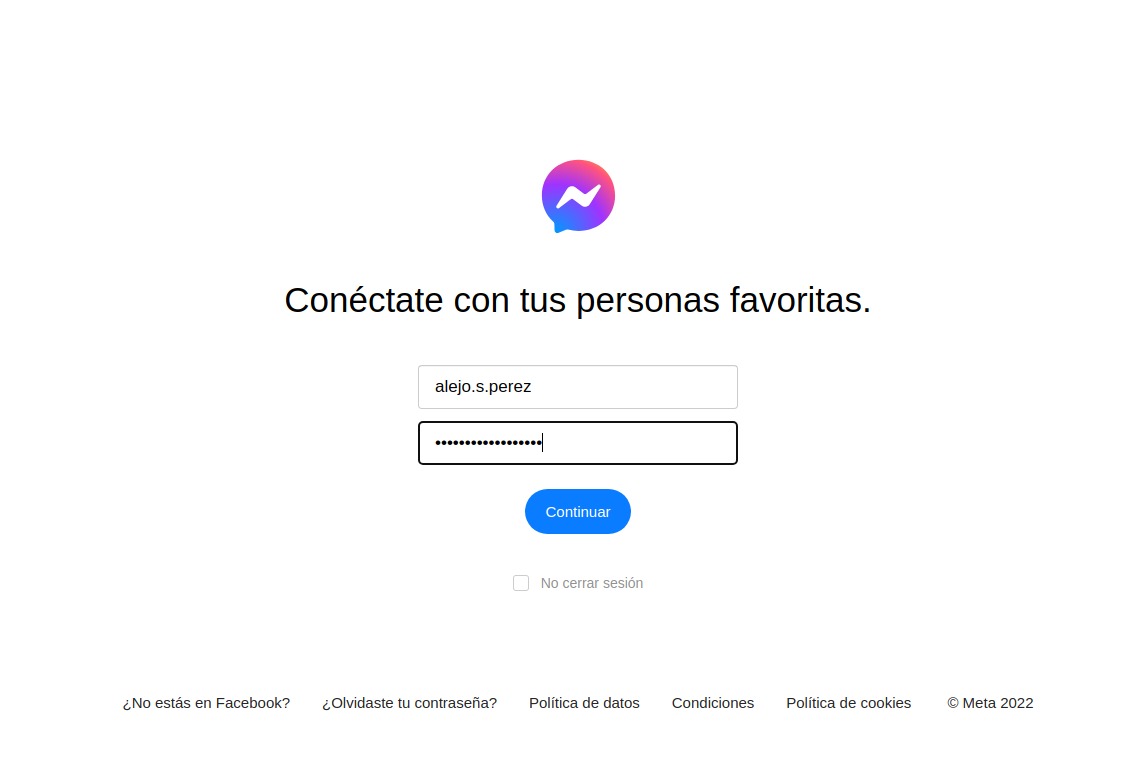 Conéctate con tus personas favoritas.
alejo.s.perez
••••••••••••••••••
Continuar
No cerrar sesión
¿No estás en Facebook? ¿Olvidaste tu contraseña? Política de datos Condiciones Política de cookies © Meta 2022